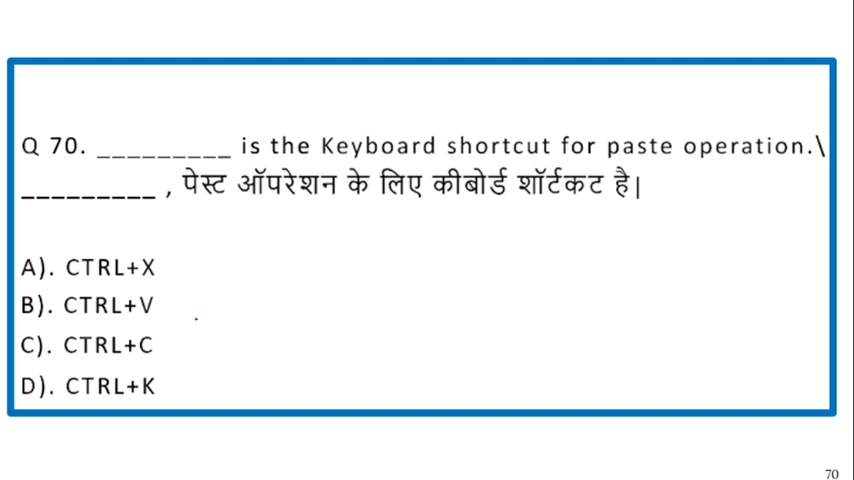 Q 70. _________ is the Keyboard shortcut for paste operation.\
_________ , पेस्ट ऑपरेशन के लिए कीबोर्ड शॉर्टकट है|
A). CTRL+X
B). CTRL+V
C). CTRL+C
D). CTRL+K
70